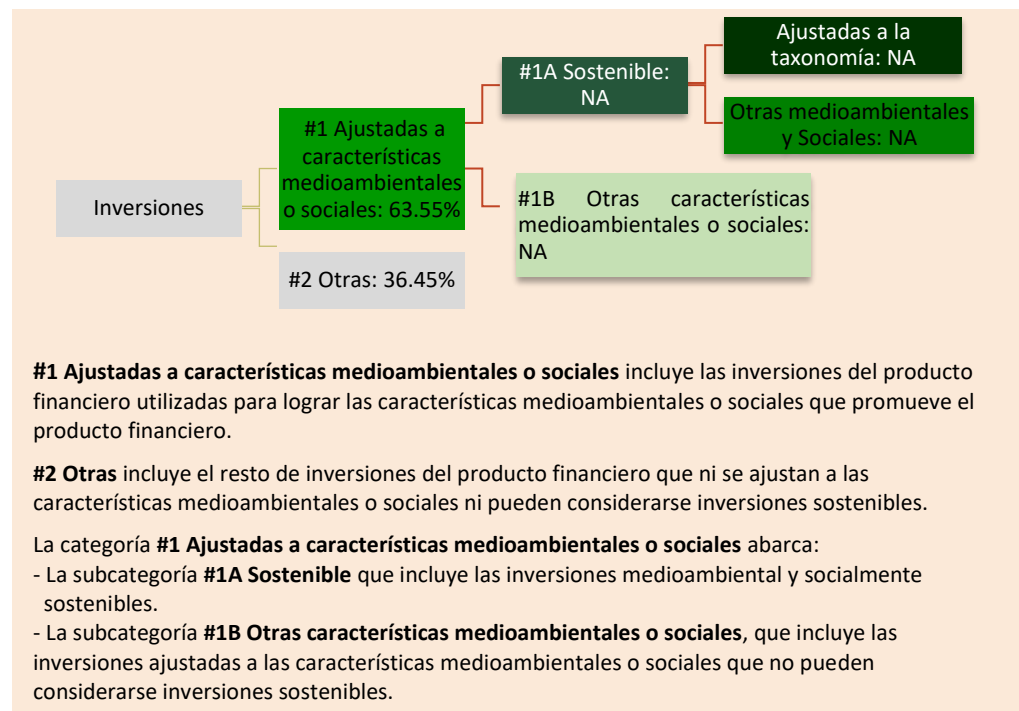 Ajustadas a la
taxonomía: NA
#1A Sostenible:
NA
Otras medioambientales
y Sociales: NA
#1 Ajustadas a
características
medioambientales
o sociales: 63.55%
Inversiones
#1B Otras características
medioambientales o sociales:
NA
#2 Otras: 36.45%
#1 Ajustadas a características medioambientales o sociales incluye las inversiones del producto
financiero utilizadas para lograr las características medioambientales o sociales que promueve el
producto financiero.
#2 Otras incluye el resto de inversiones del producto financiero que ni se ajustan a las
características medioambientales o sociales ni pueden considerarse inversiones sostenibles.
La categoría #1 Ajustadas a características medioambientales o sociales abarca:
- La subcategoría #1A Sostenible que incluye las inversiones medioambiental y socialmente
sostenibles.
- La subcategoría #1B Otras características medioambientales o sociales, que incluye las
inversiones ajustadas a las características medioambientales o sociales que no pueden
considerarse inversiones sostenibles.